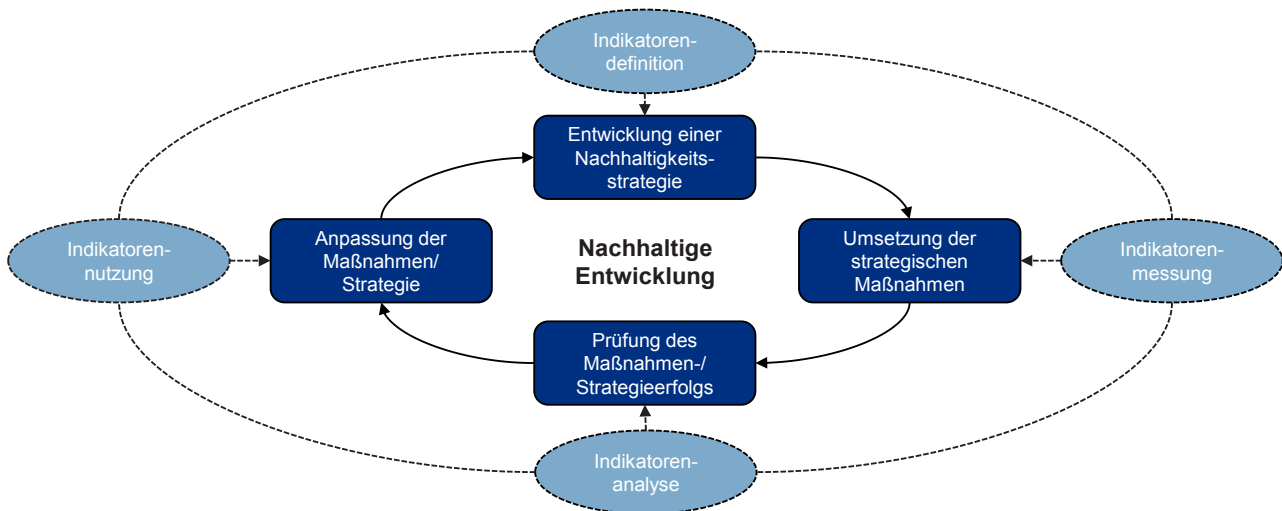 Indikatoren-
definition
Entwicklung einer
Nachhaltigkeits-
strategie
Indikatoren-
nutzung
Anpassung der
Maßnahmen/
Strategie
Nachhaltige
Entwicklung
Umsetzung der
strategischen
Maßnahmen
Indikatoren-
messung
Prüfung des
Maßnahmen-/
Strategieerfolgs
Indikatoren-
analyse